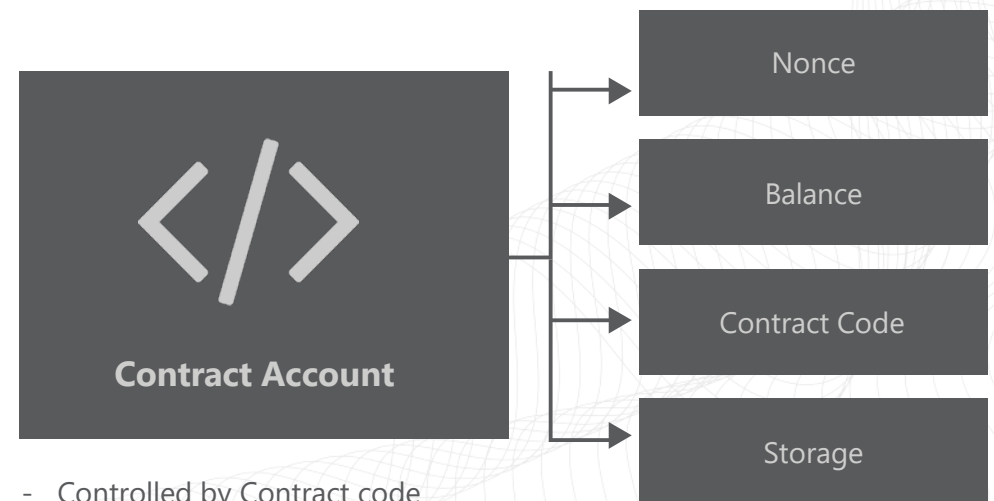 Contract Account
- Controlled by Contract code
Nonce
Balance
Contract Code
Storage